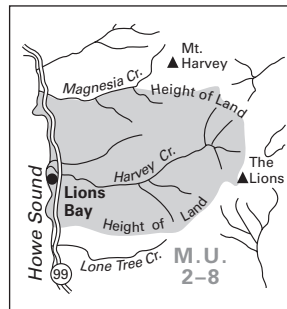 Mt.
Harvey
Magnesia Cr.
Height of Land
Harvey Cr.
The
Lions
Lions
Bay
Howe Sound
Height of Land
M.U.
2–8
Lone Tree Cr.
99